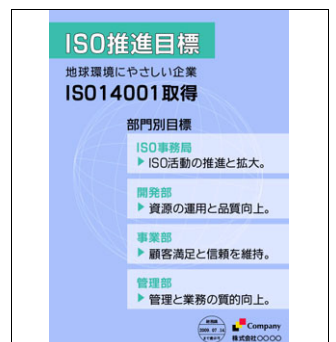 ISO推進目標
地球環境にやさしい企業
ISO14001取得
部門別目標
ISO事務局
▶ ISO活動の推進と拡大。
開発部
▶ 資源の運用と品質向上。
事業部
▶ 顧客満足と信頼を維持。
管理部
▶ 管理と業務の質的向上。
Company
株式会社○○○○